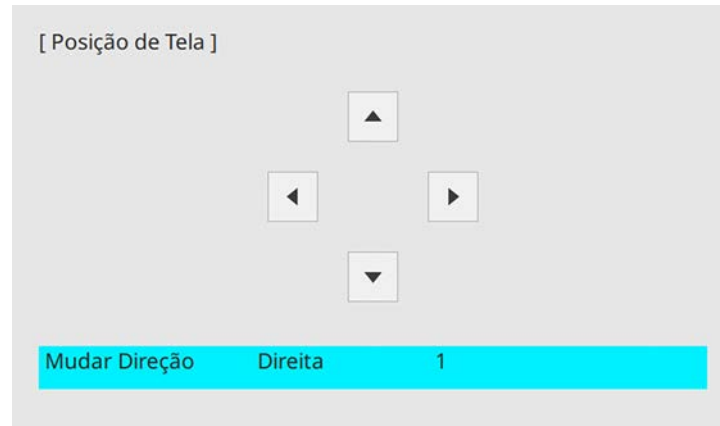 [ Posição de Tela ]
Mudar Direção Direita 1